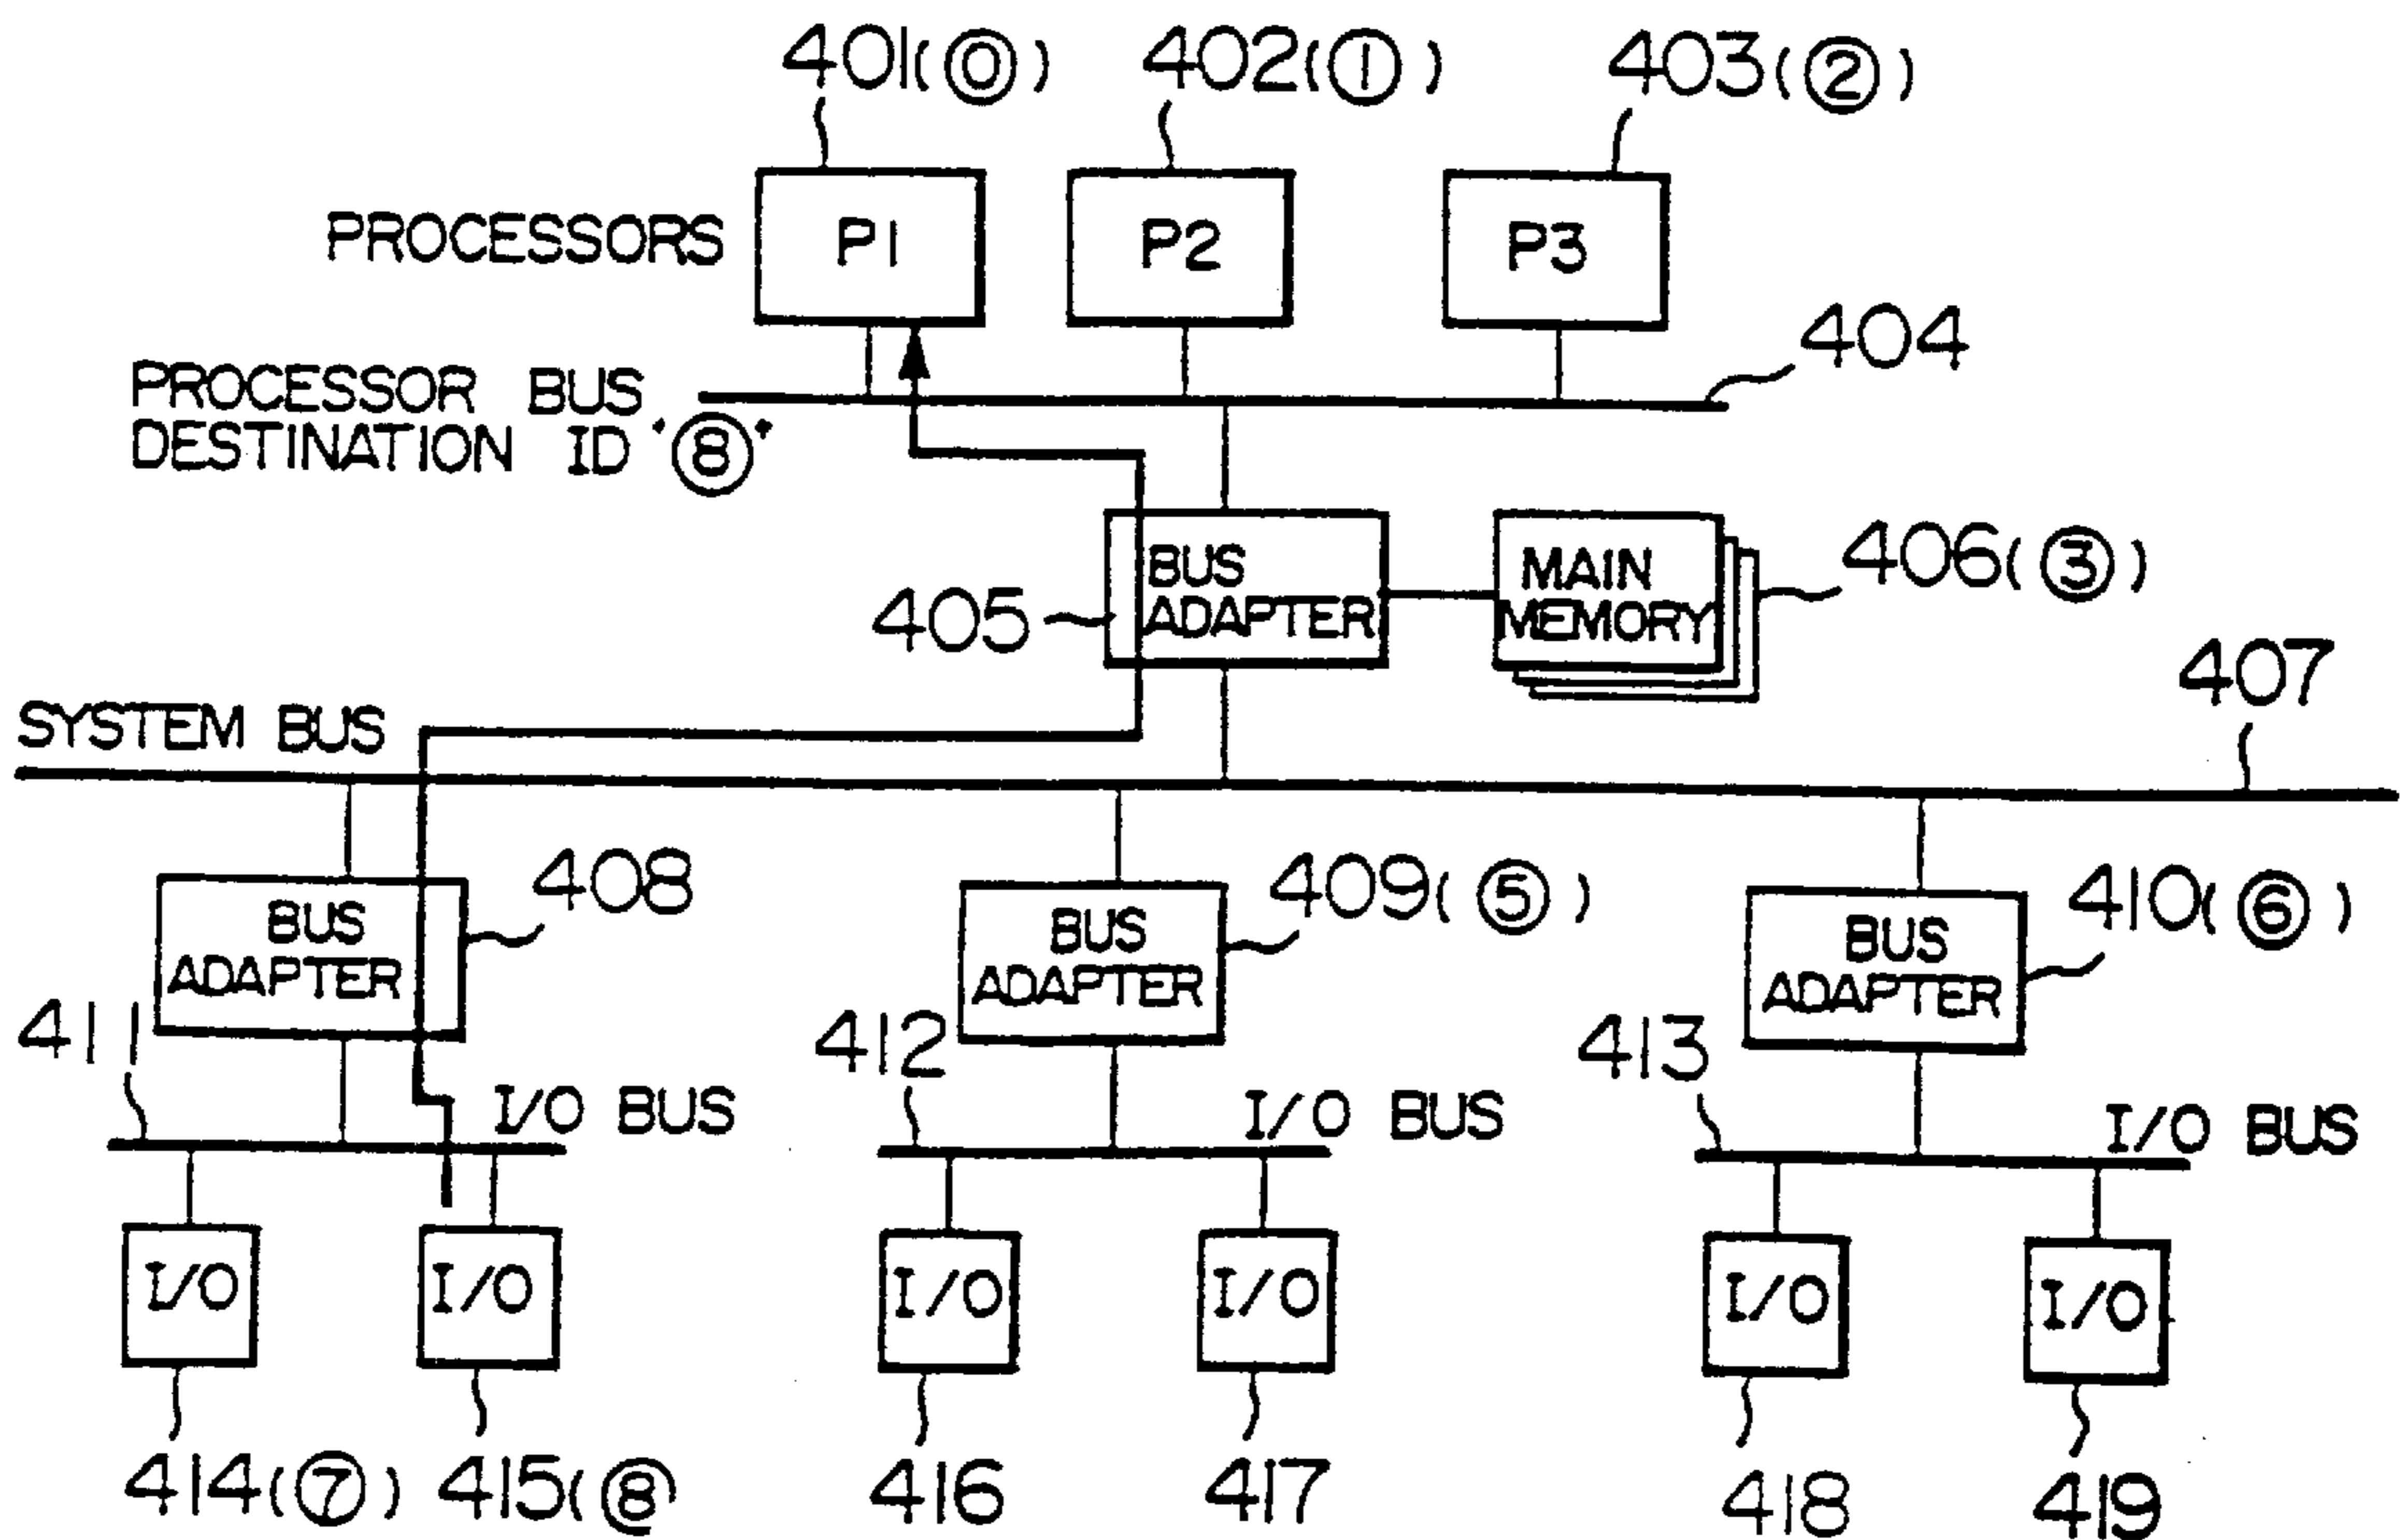 401(⓪) 402(①) 403(②)
PROCESSORS
P1
P2
P3
404
PROCESSOR BUS
DESTINATION ID "⑧"
BUS
ADAPTER
405
MAIN
MEMORY
406(③)
407
SYSTEM BUS
BUS
ADAPTER
408
BUS
ADAPTER
409(⑤)
BUS
ADAPTER
410(⑥)
411
I/O BUS
412
I/O BUS
413
I/O BUS
I/O
I/O
I/O
I/O
I/O
I/O
414(⑦) 415(⑧
416
417
418
419